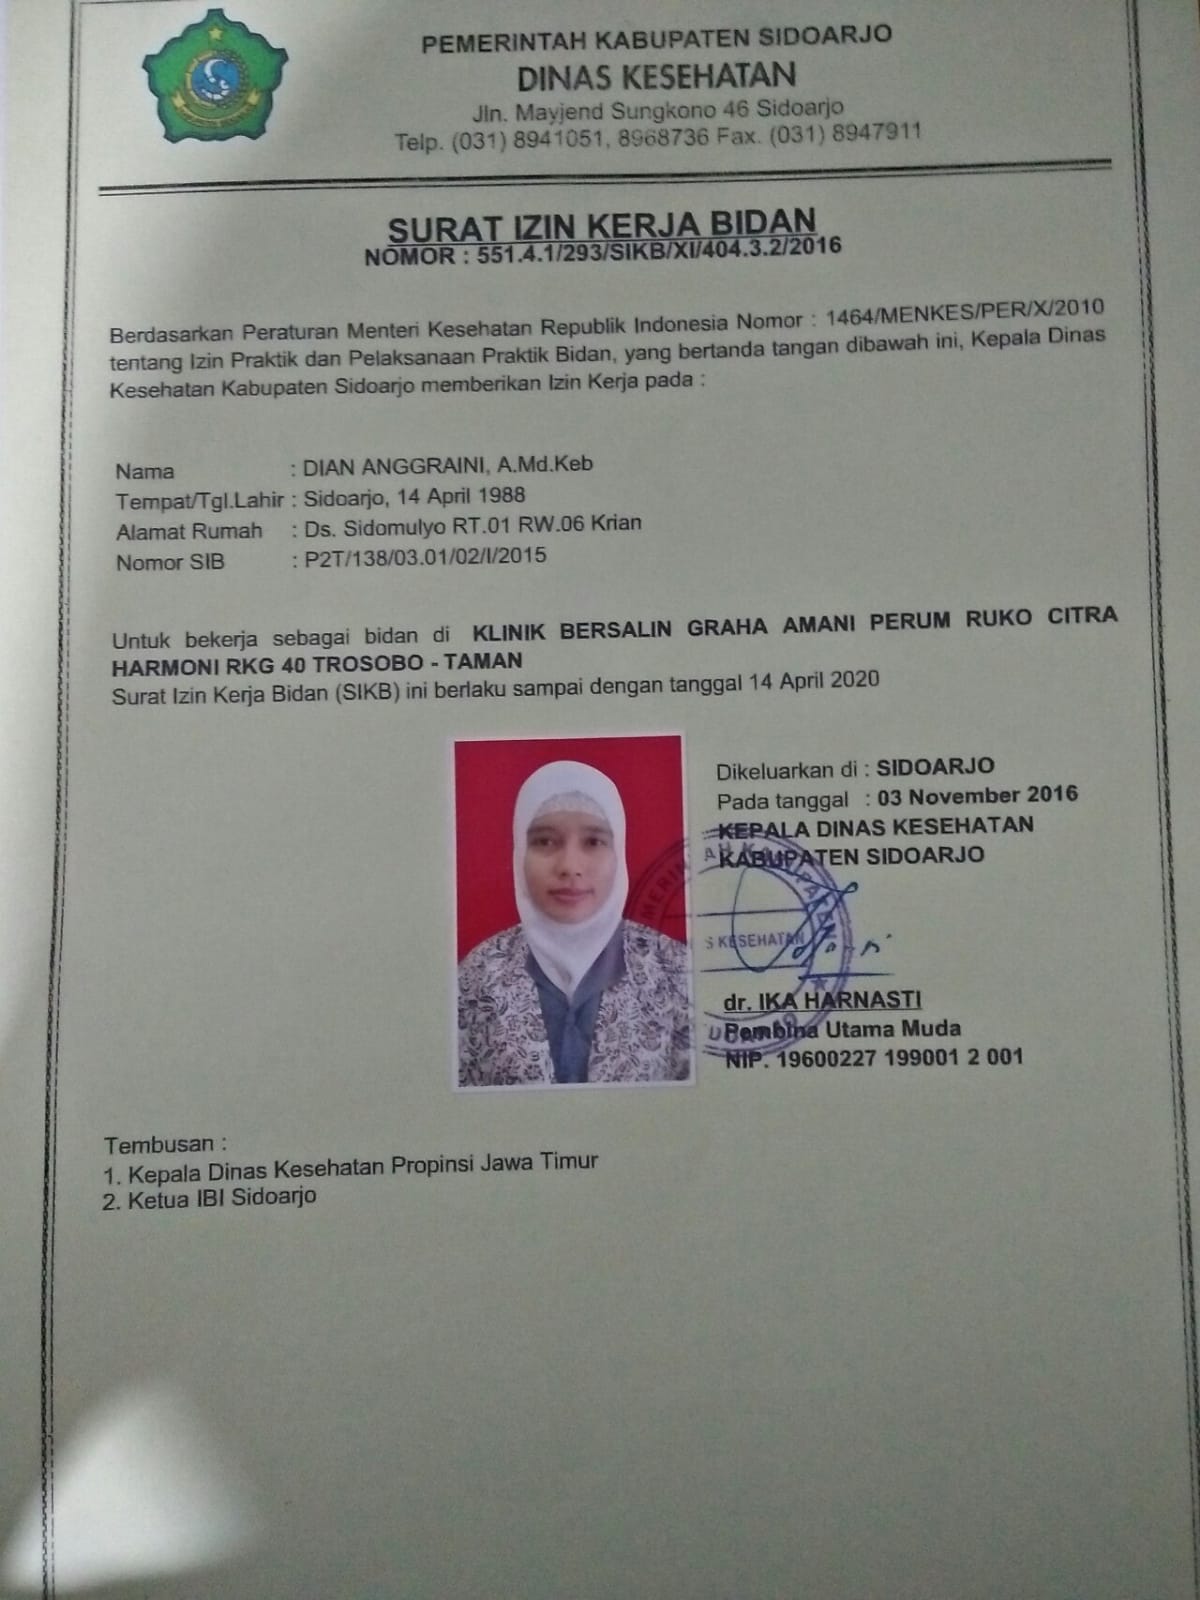 PEMERINTAH KABUPATEN SIDOARJO
DINAS KESEHATAN
Jln. Mayjend Sungkono 46 Sidoarjo
Telp. (031) 8941051, 8968736 Fax. (031) 8947911
SURAT IZIN KERJA BIDAN
NOMOR : 551.4.1/293/SIKB/XI/404.3.2/2016
Berdasarkan Peraturan Menteri Kesehatan Republik Indonesia Nomor : 1464/MENKES/PER/X/2010
tentang Izin Praktik dan Pelaksanaan Praktik Bidan, yang bertanda tangan dibawah ini, Kepala Dinas
Kesehatan Kabupaten Sidoarjo memberikan Izin Kerja pada :
Nama : DIAN ANGGRAINI, A.Md.Keb
Tempat/Tgl.Lahir : Sidoarjo, 14 April 1988
Alamat Rumah : Ds. Sidomulyo RT.01 RW.06 Krian
Nomor SIB : P2T/138/03.01/02/I/2015
Untuk bekerja sebagai bidan di KLINIK BERSALIN GRAHA AMANI PERUM RUKO CITRA
HARMONI RKG 40 TROSOBO - TAMAN
Surat Izin Kerja Bidan (SIKB) ini berlaku sampai dengan tanggal 14 April 2020
Dikeluarkan di : SIDOARJO
Pada tanggal : 03 November 2016
KEPALA DINAS KESEHATAN
KABUPATEN SIDOARJO
S KESEHATAN
dr. IKA HARNASTI
Pembina Utama Muda
NIP. 19600227 199001 2 001
Tembusan :
1. Kepala Dinas Kesehatan Propinsi Jawa Timur
2. Ketua IBI Sidoarjo